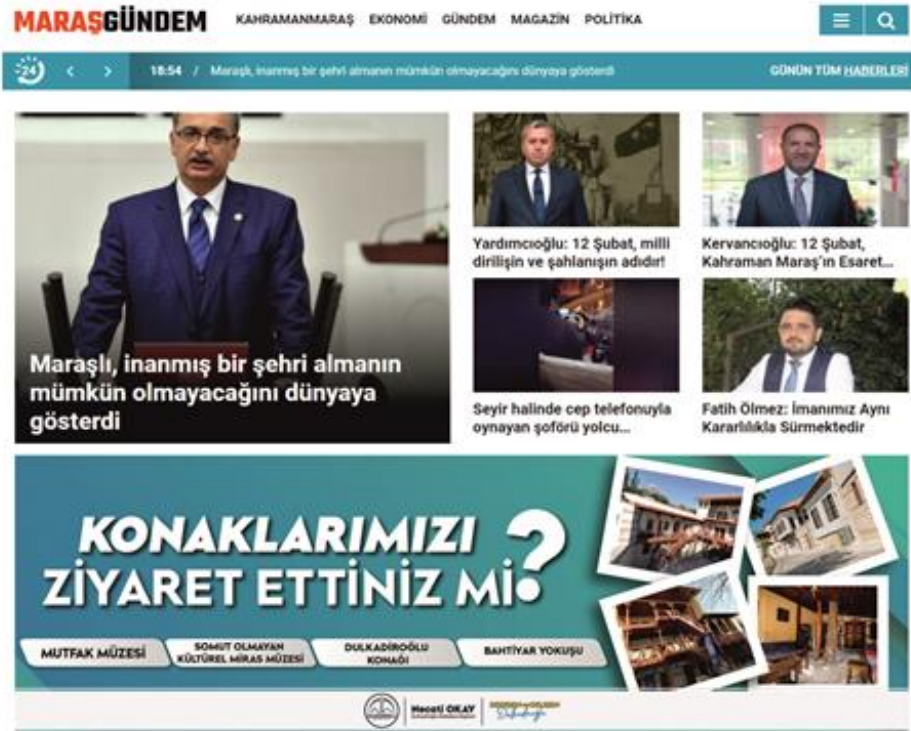 MARAŞGÜNDEM
KAHRAMANMARAŞ EKONOMİ GÜNDEM MAGAZİN POLİTİKA
24
18:54 / Maraşlı, inanmış bir şehri almanın mümkün olmayacağını dünyaya gösterdi
GÜNÜN TÜM HABERLERİ
Maraşlı, inanmış bir şehri almanın
mümkün olmayacağını dünyaya
gösterdi
Yardımcıoğlu: 12 Şubat, milli
dirilişin ve şahlanışın adıdır!
Kervancıoğlu: 12 Şubat,
Kahraman Maraş'ın Esaret...
Seyir halinde cep telefonuyla
oynayan şoförü yolcu...
Fatih Ölmez: İmanımız Aynı
Kararlılıkla Sürmektedir
KONAKLARIMIZI
ZİYARET ETTİNİZ Mİ?
MUTFAK MÜZESİ
SOMUT OLMAYAN
KÜLTÜREL MİRAS MÜZESİ
DULKADİROĞLU
KONAĞI
BAHTİYAR YOKUŞU
Necati OKAY